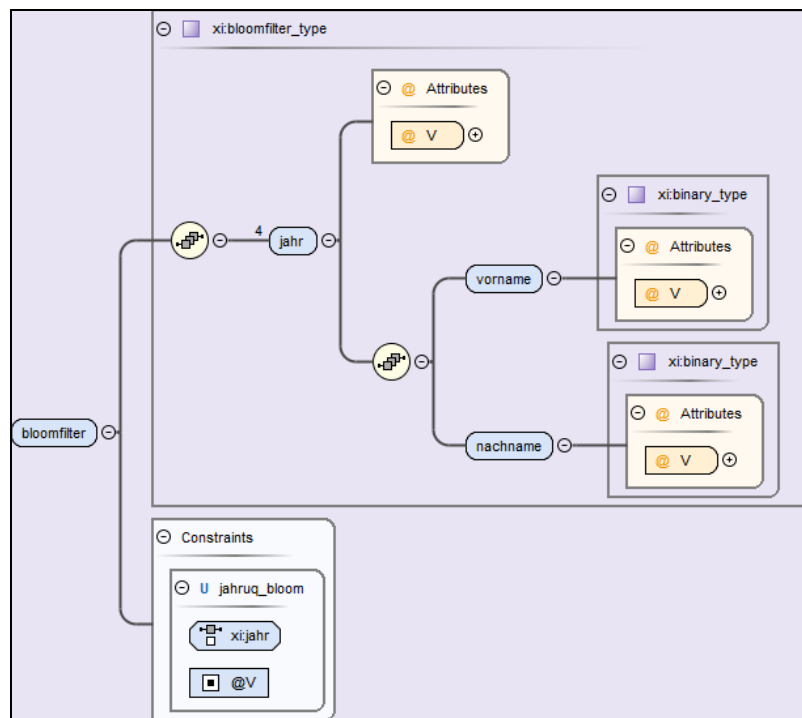 xi:bloomfilter_type
@ Attributes
@ V
4
jahr
xi:binary_type
@ Attributes
vorname
@ V
xi:binary_type
@ Attributes
bloomfilter
nachname
@ V
Constraints
U jahruq_bloom
xi:jahr
@V